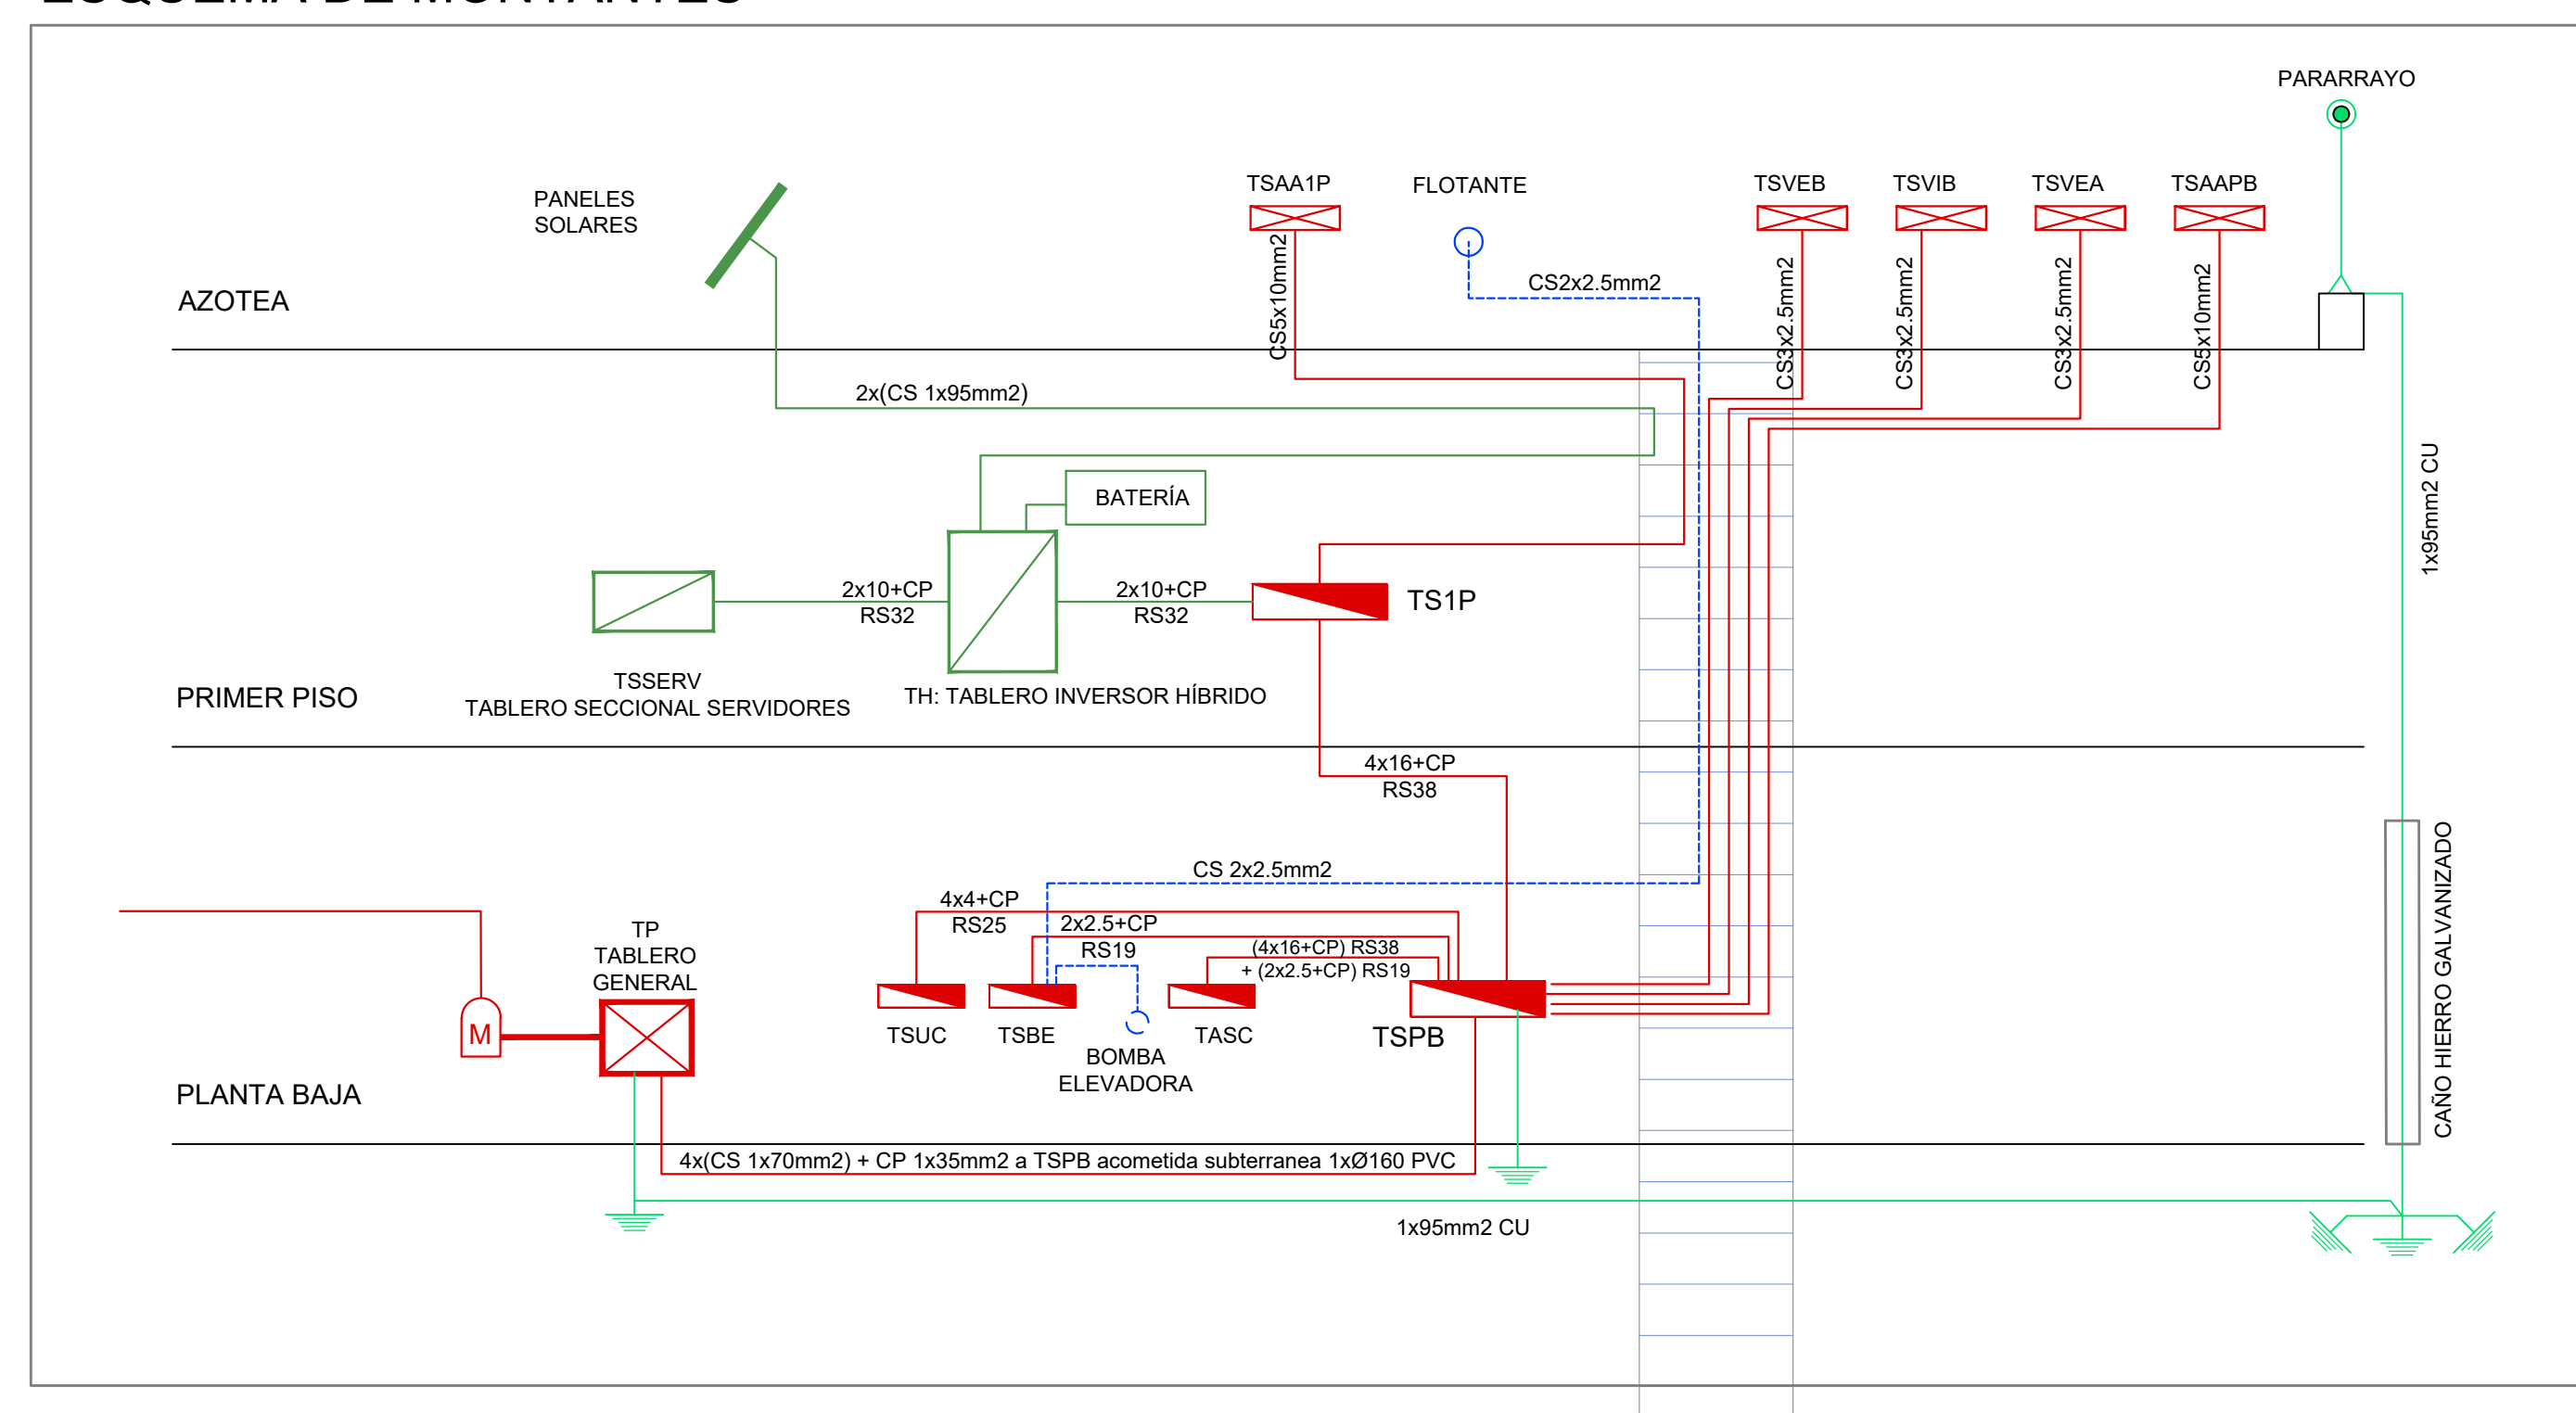 ESQUEMA DE MONTANTES
PARARRAYO
PANELES
SOLARES
TSAA1P
FLOTANTE
TSVEB
TSVIB
TSVEA
TSAAPB
CS5x10mm2
CS2x2.5mm2
CS3x2.5mm2
CS3x2.5mm2
CS3x2.5mm2
CS5x10mm2
AZOTEA
2x(CS 1x95mm2)
1x95mm2 CU
BATERÍA
2x10+CP
RS32
2x10+CP
RS32
TS1P
TSSERV
TABLERO SECCIONAL SERVIDORES
TH: TABLERO INVERSOR HÍBRIDO
PRIMER PISO
4x16+CP
RS38
CS 2x2.5mm2
4x4+CP
RS25
2x2.5+CP
RS19
(4x16+CP) RS38
+ (2x2.5+CP) RS19
TP
TABLERO
GENERAL
M
TSUC
TSBE
BOMBA
ELEVADORA
TASC
TSPB
CAÑO HIERRO GALVANIZADO
PLANTA BAJA
4x(CS 1x70mm2) + CP 1x35mm2 a TSPB acometida subterranea 1xØ160 PVC
1x95mm2 CU